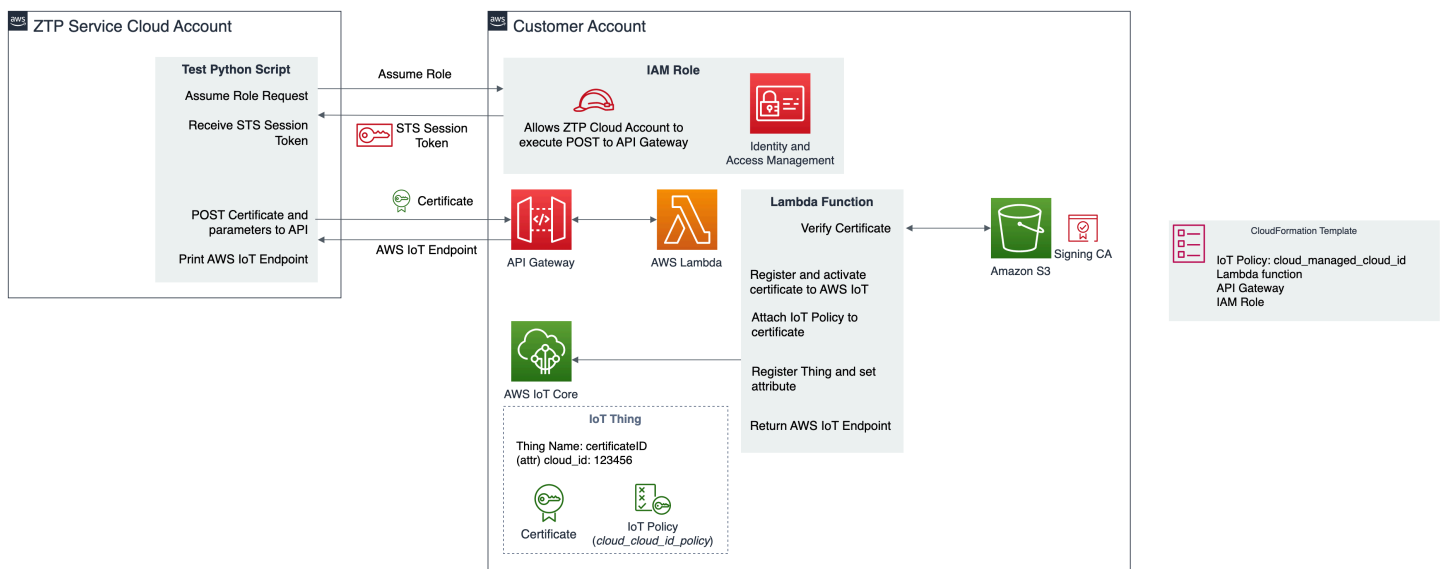 aws
ZTP Service Cloud Account
Test Python Script
Assume Role Request
Receive STS Session
Token
POST Certificate and
parameters to API
Print AWS IoT Endpoint
Assume Role
STS Session
Token
Certificate
AWS IoT Endpoint
aws
Customer Account
IAM Role
Allows ZTP Cloud Account to
execute POST to API Gateway
Identity and
Access Management
API Gateway
AWS Lambda
Lambda Function
Verify Certificate
Register and activate
certificate to AWS IoT
Attach IoT Policy to
certificate
Register Thing and set
attribute
Return AWS IoT Endpoint
Amazon S3
Signing CA
AWS IoT Core
IoT Thing
Thing Name: certificateID
(attr) cloud_id: 123456
Certificate
IoT Policy
(cloud_cloud_id_policy)
CloudFormation Template
IoT Policy: cloud_managed_cloud_id
Lambda function
API Gateway
IAM Role